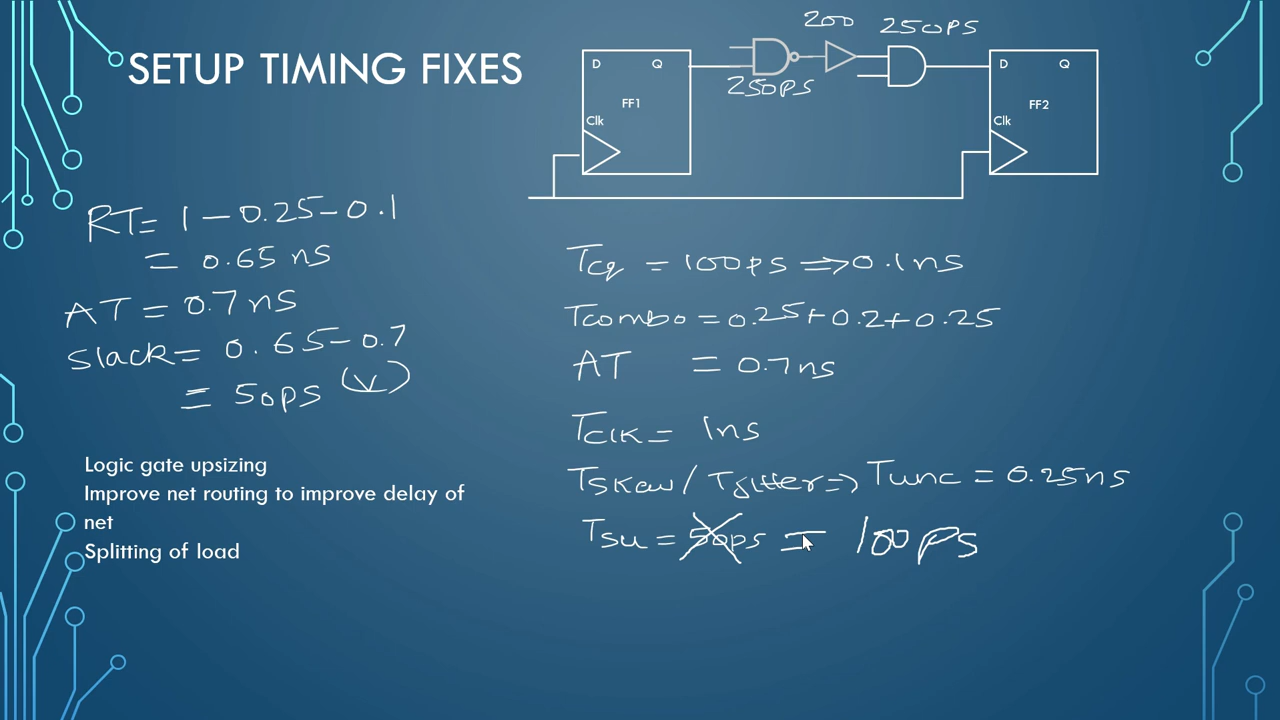 SETUP TIMING FIXES
200 250PS
250PS
D Q
FF1
Clk
D Q
FF2
Clk
RT= 1-0.25-0.1
= 0.65 ns
AT = 0.7 ns
Slack= 0.65-0.7
= 50ps (V)
Logic gate upsizing
Improve net routing to improve delay of
net
Splitting of load
Tcq = 100ps => 0.1ns
Tcombo = 0.25+0.2+0.25
AT = 0.7ns
TCLK = 1ns
TSkew / TJitter=> Tunc = 0.25ns
Tsu = 50ps = 100ps